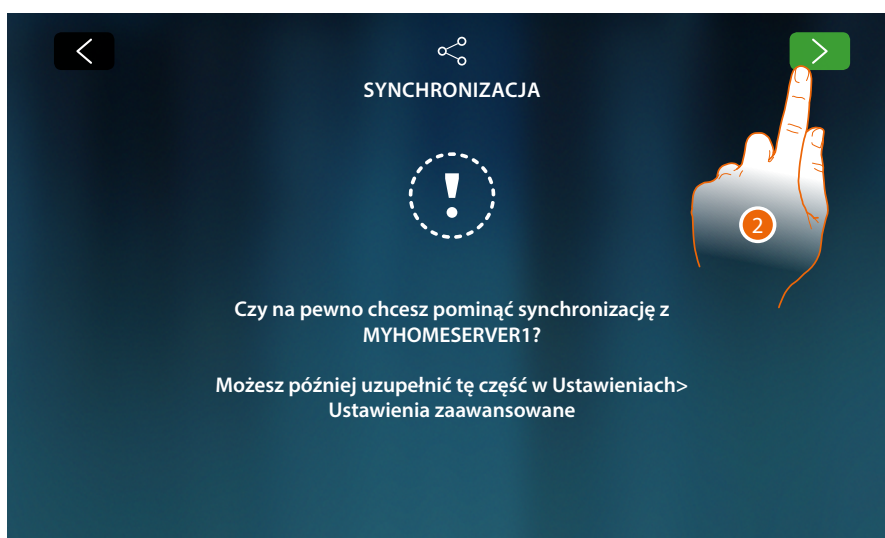 SYNCHRONIZACJA
2
Czy na pewno chcesz pominąć synchronizację z
MYHOMESERVER1?
Możesz później uzupełnić tę część w Ustawieniach>
Ustawienia zaawansowane